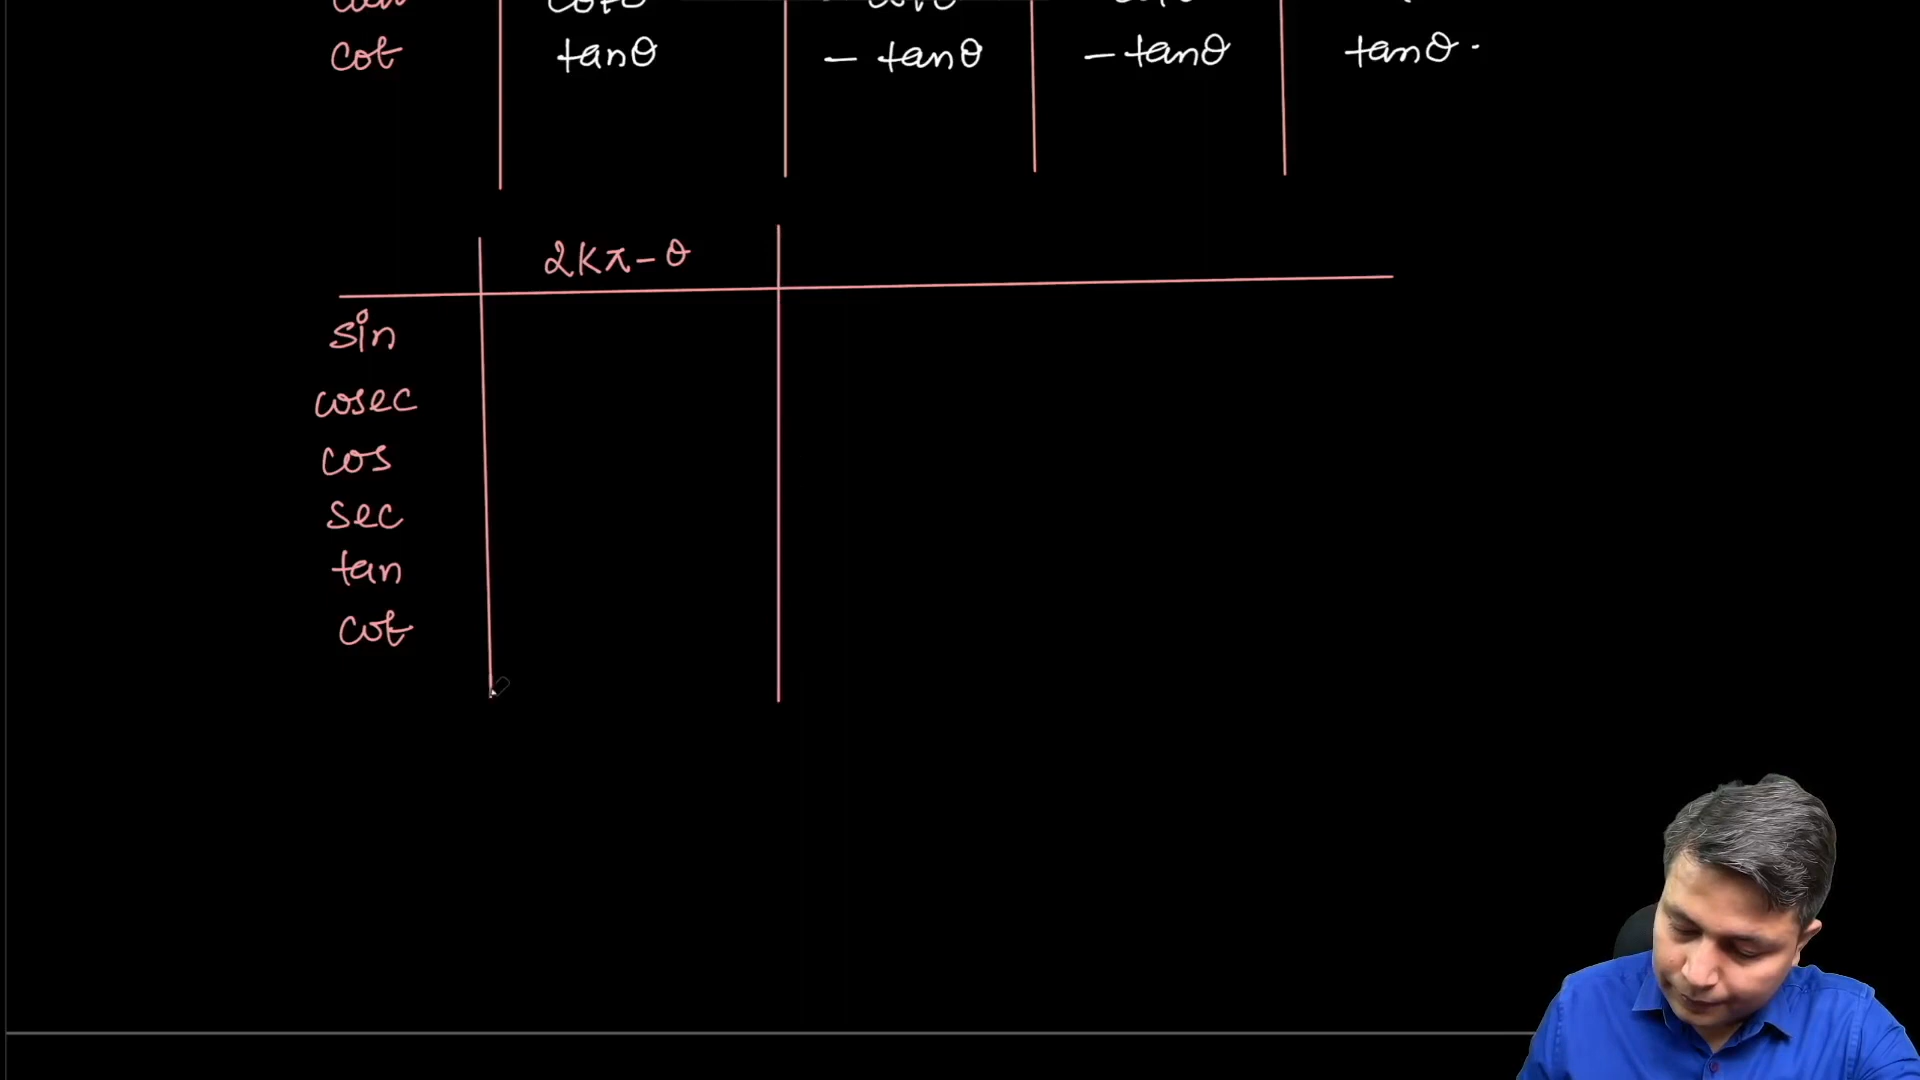 cot tanθ - tanθ - tanθ tanθ.
2Kπ-θ
sin
cosec
cos
sec
tan
cot